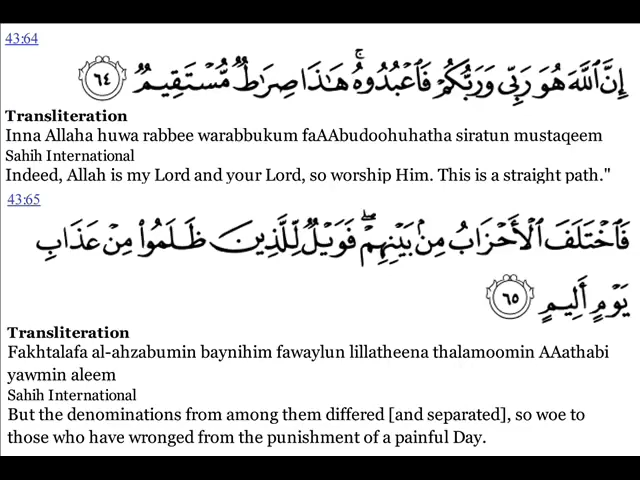 43:64
إِنَّ ٱللَّهَ هُوَ رَبِّى وَرَبُّكُمْ فَٱعْبُدُوهُ ۚ هَـٰذَا صِرَٰطٌ مُّسْتَقِيمٌ ٦٤
Transliteration
Inna Allaha huwa rabbee warabbukum faAAbudoohuhatha siratun mustaqeem
Sahih International
Indeed, Allah is my Lord and your Lord, so worship Him. This is a straight path."
43:65
فَٱخْتَلَفَ ٱلْأَحْزَابُ مِنۢ بَيْنِهِمْ ۖ فَوَيْلٌ لِّلَّذِينَ ظَلَمُوا۟ مِنْ عَذَابِ
يَوْمٍ أَلِيمٍ ٦٥
Transliteration
Fakhtalafa al-ahzabumin baynihim fawaylun lillatheena thalamoomin AAathabi
yawmin aleem
Sahih International
But the denominations from among them differed [and separated], so woe to
those who have wronged from the punishment of a painful Day.